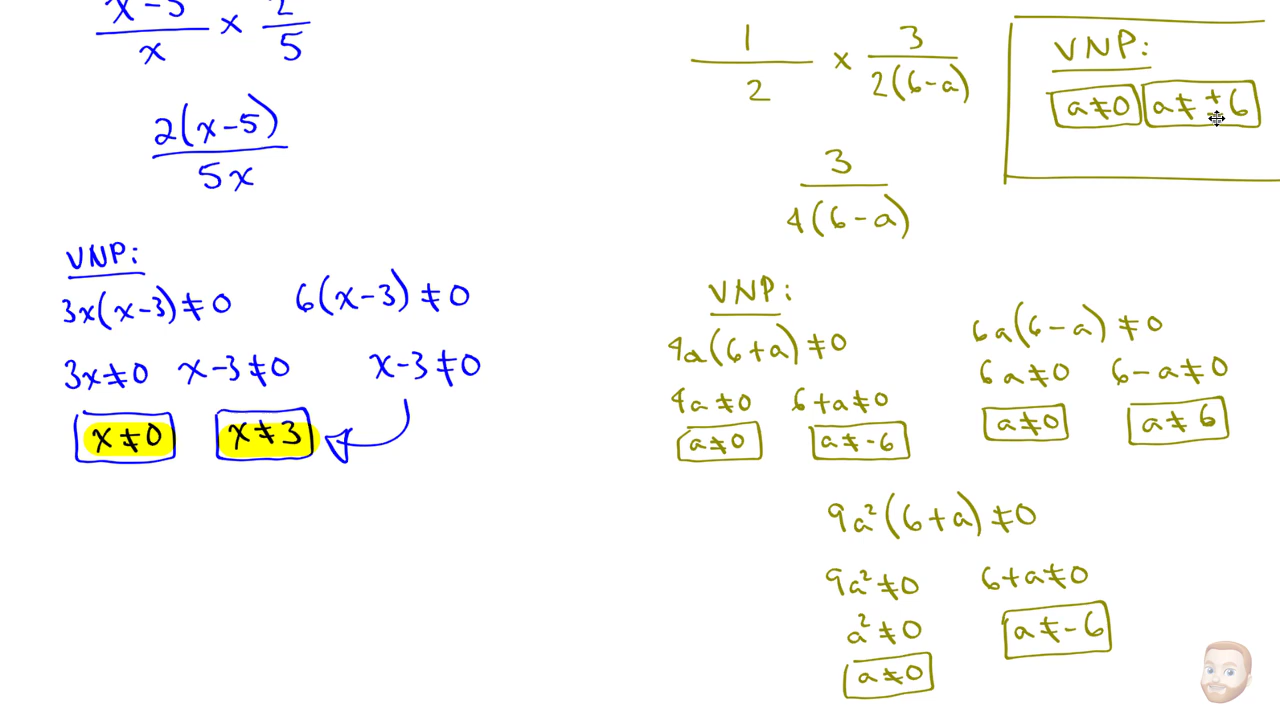 x-5/x × 2/5
2(x-5)/5x
VNP:
3x(x-3)≠0 6(x-3)≠0
3x≠0 x-3≠0 x-3≠0
x≠0 x≠3
1/2 × 3/2(6-a)
3/4(6-a)
VNP:
a≠0 a≠±6
VNP:
4a(6+a)≠0 6a(6-a)≠0
4a≠0 6+a≠0 6a≠0 6-a≠0
a≠0 a≠-6 a≠0 a≠6
9a²(6+a)≠0
9a²≠0 6+a≠0
a²≠0 a≠-6
a≠0